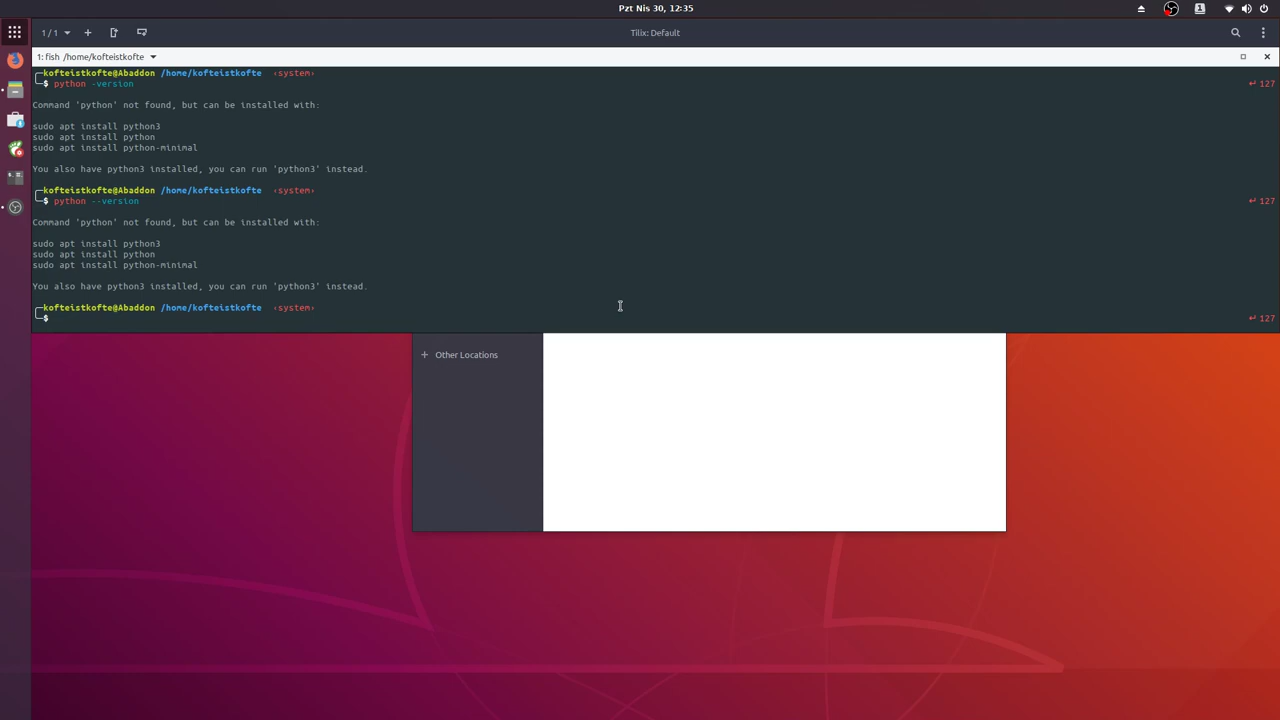 Pzt Nis 30, 12:35
1
1 / 1
Tilix: Default
1: fish /home/kofteistkofte
kofteistkofte@Abaddon /home/kofteistkofte ‹system›
$ python -version ↵ 127
Command 'python' not found, but can be installed with:
sudo apt install python3
sudo apt install python
sudo apt install python-minimal
You also have python3 installed, you can run 'python3' instead.
kofteistkofte@Abaddon /home/kofteistkofte ‹system›
$ python --version ↵ 127
Command 'python' not found, but can be installed with:
sudo apt install python3
sudo apt install python
sudo apt install python-minimal
You also have python3 installed, you can run 'python3' instead.
kofteistkofte@Abaddon /home/kofteistkofte ‹system›
$ ↵ 127
+ Other Locations